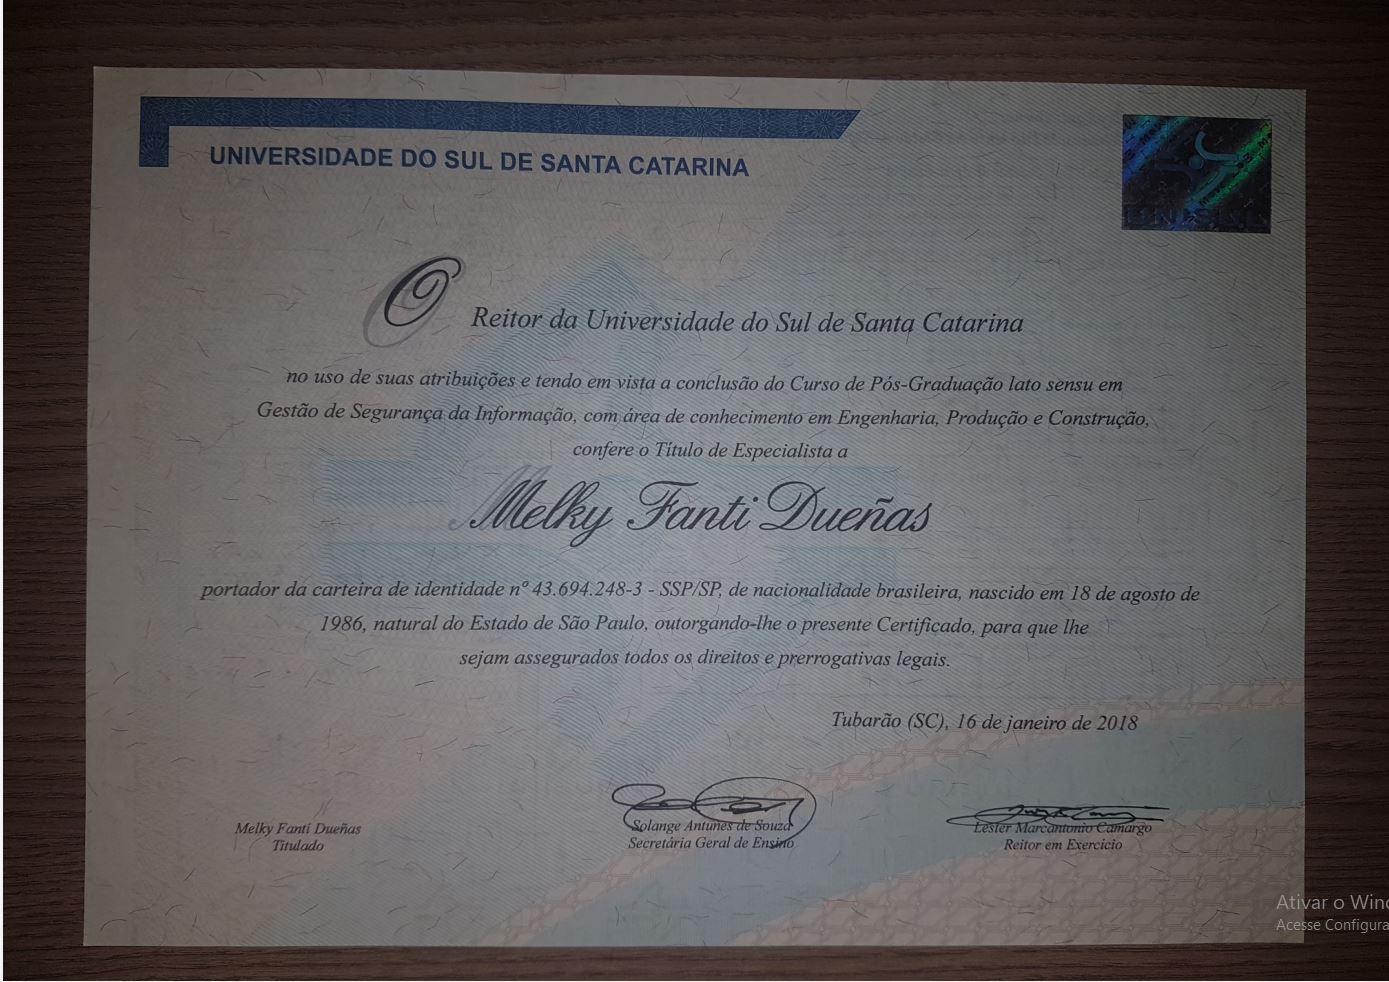 UNIVERSIDADE DO SUL DE SANTA CATARINA
UNISUL
O Reitor da Universidade do Sul de Santa Catarina
no uso de suas atribuições e tendo em vista a conclusão do Curso de Pós-Graduação lato sensu em
Gestão de Segurança da Informação, com área de conhecimento em Engenharia, Produção e Construção,
confere o Título de Especialista a
Melky Fanti Dueñas
portador da carteira de identidade nº 43.694.248-3 - SSP/SP, de nacionalidade brasileira, nascido em 18 de agosto de
1986, natural do Estado de São Paulo, outorgando-lhe o presente Certificado, para que lhe
sejam assegurados todos os direitos e prerrogativas legais.
Tubarão (SC), 16 de janeiro de 2018
Melky Fanti Dueñas
Titulado
Solange Antunes de Souza
Secretária Geral de Ensino
Lester Marcantonio Camargo
Reitor em Exercício
Ativar o Wind
Acesse Configura